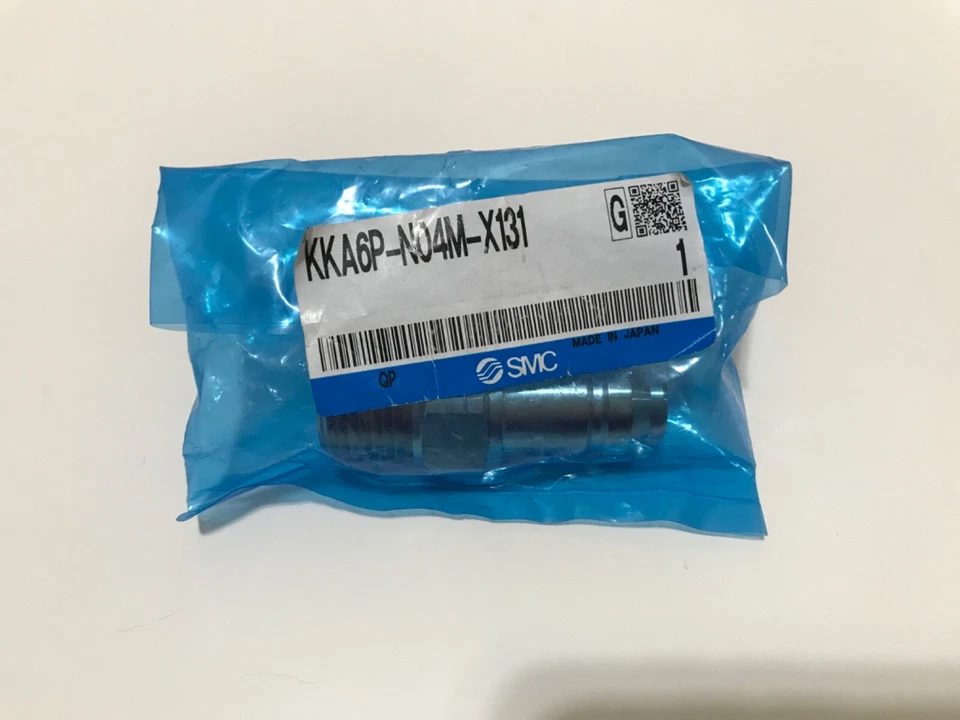 KKA6P-N04M-X131
G
1
MADE IN JAPAN
QP
SMC